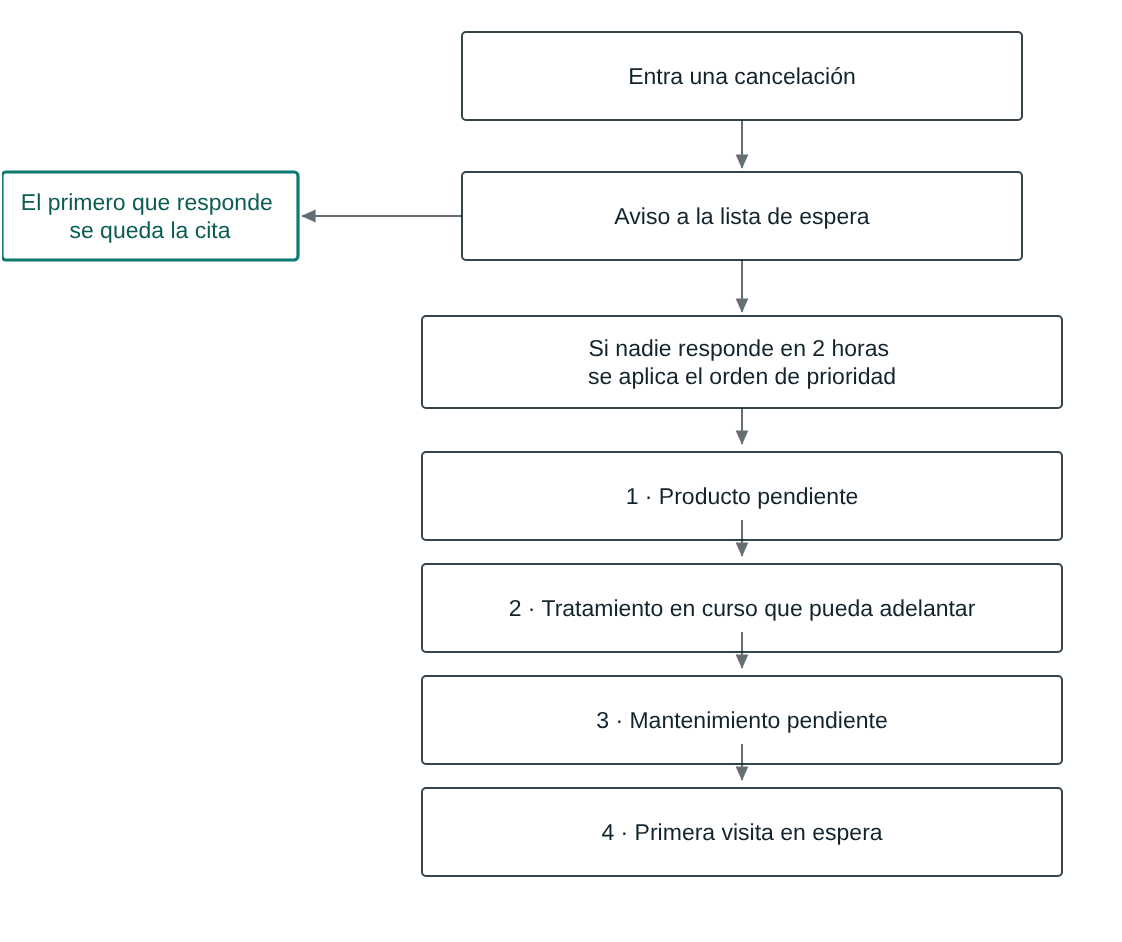 Entra una cancelación
El primero que responde
se queda la cita
Aviso a la lista de espera
Si nadie responde en 2 horas
se aplica el orden de prioridad
1 · Producto pendiente
2 · Tratamiento en curso que pueda adelantar
3 · Mantenimiento pendiente
4 · Primera visita en espera